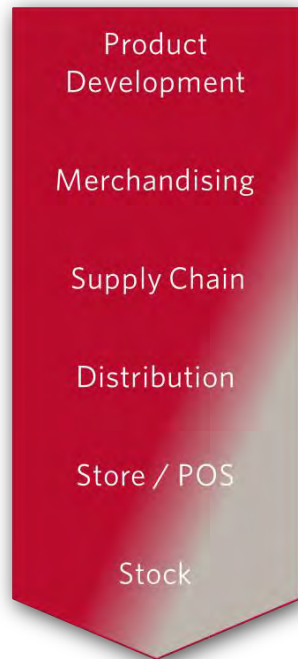 Product
Development
Merchandising
Supply Chain
Distribution
Store / POS
Stock